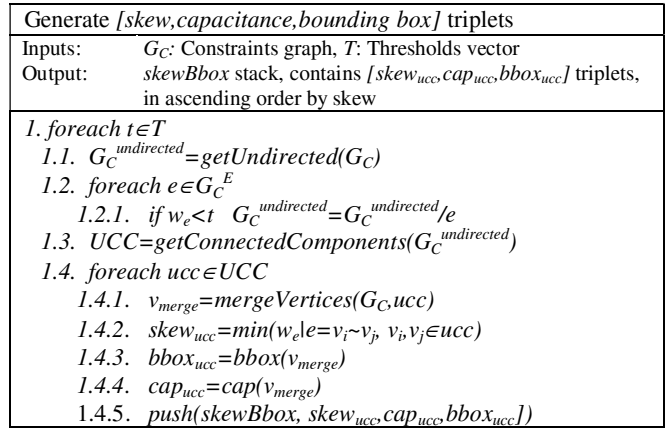 Generate [skew,capacitance,bounding box] triplets
Inputs: G_C: Constraints graph, T: Thresholds vector
Output: skewBbox stack, contains [skew_ucc,cap_ucc,bbox_ucc] triplets,
in ascending order by skew
1. foreach t∈T
1.1. G_C^undirected=getUndirected(G_C)
1.2. foreach e∈G_C^E
1.2.1. if w_e<t G_C^undirected=G_C^undirected/e
1.3. UCC=getConnectedComponents(G_C^undirected)
1.4. foreach ucc∈UCC
1.4.1. v_merge=mergeVertices(G_C,ucc)
1.4.2. skew_ucc=min(w_e|e=v_i~v_j, v_i,v_j∈ucc)
1.4.3. bbox_ucc=bbox(v_merge)
1.4.4. cap_ucc=cap(v_merge)
1.4.5. push(skewBbox, skew_ucc,cap_ucc,bbox_ucc])